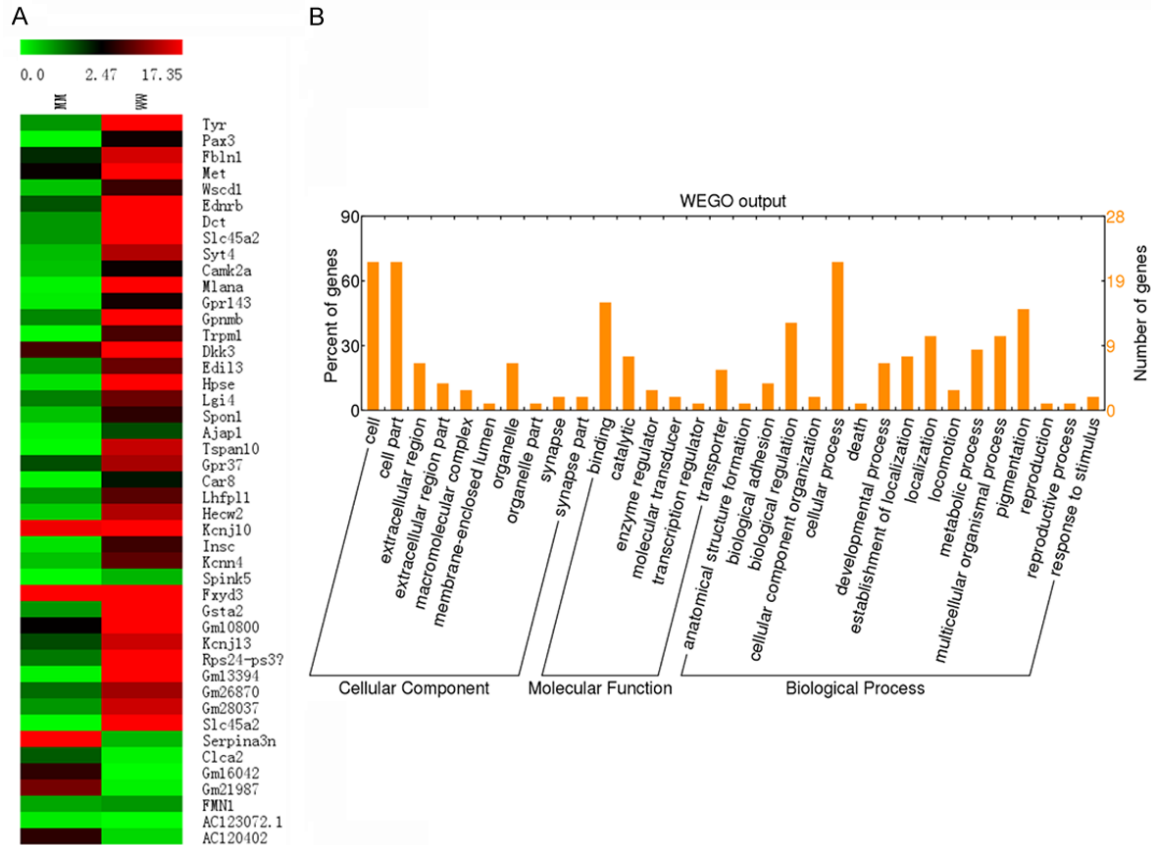 A
B
0.0 2.47 17.35
MM WW
Tyr
Pax3
Fbln1
Met
Wscd1
Ednrb
Dct
Slc45a2
Syt4
Camk2a
Mlana
Gpr143
Gpnmb
Trpm1
Dkk3
Edil3
Hpse
Lgi4
Spon1
Ajap1
Tspan10
Gpr37
Car8
Lhfpl1
Hecw2
Kcnj10
Insc
Kcnn4
Spink5
Fxyd3
Gsta2
Gm10800
Kcnj13
Rps24-ps3?
Gm13394
Gm26870
Gm28037
Slc45a2
Serpina3n
Clca2
Gm16042
Gm21987
FMN1
AC123072.1
AC120402
WEGO output
Percent of genes
90
60
30
0
28
19
9
0
Number of genes
cell
cell part
extracellular region
extracellular region part
macromolecular complex
membrane-enclosed lumen
organelle
organelle part
synapse
synapse part
binding
catalytic
enzyme regulator
molecular transducer
transcription regulator
transporter
anatomical structure formation
biological adhesion
biological regulation
cellular component organization
cellular process
death
developmental process
establishment of localization
localization
locomotion
metabolic process
multicellular organismal process
pigmentation
reproduction
reproductive process
response to stimulus
Cellular Component
Molecular Function
Biological Process